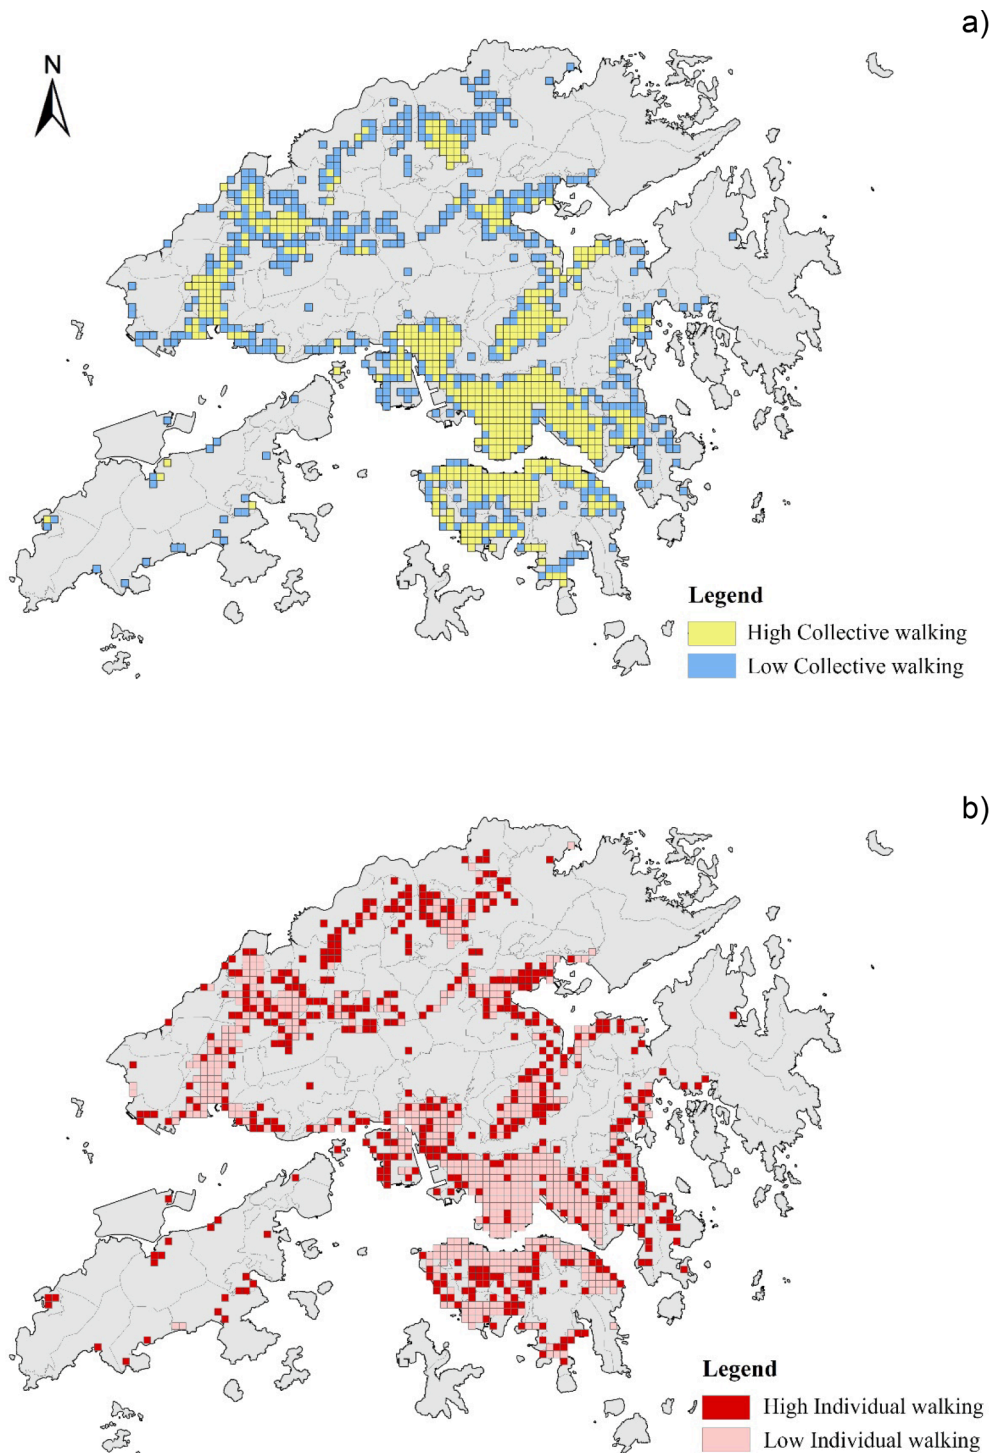 a)
N
Legend
High Collective walking
Low Collective walking
b)
Legend
High Individual walking
Low Individual walking